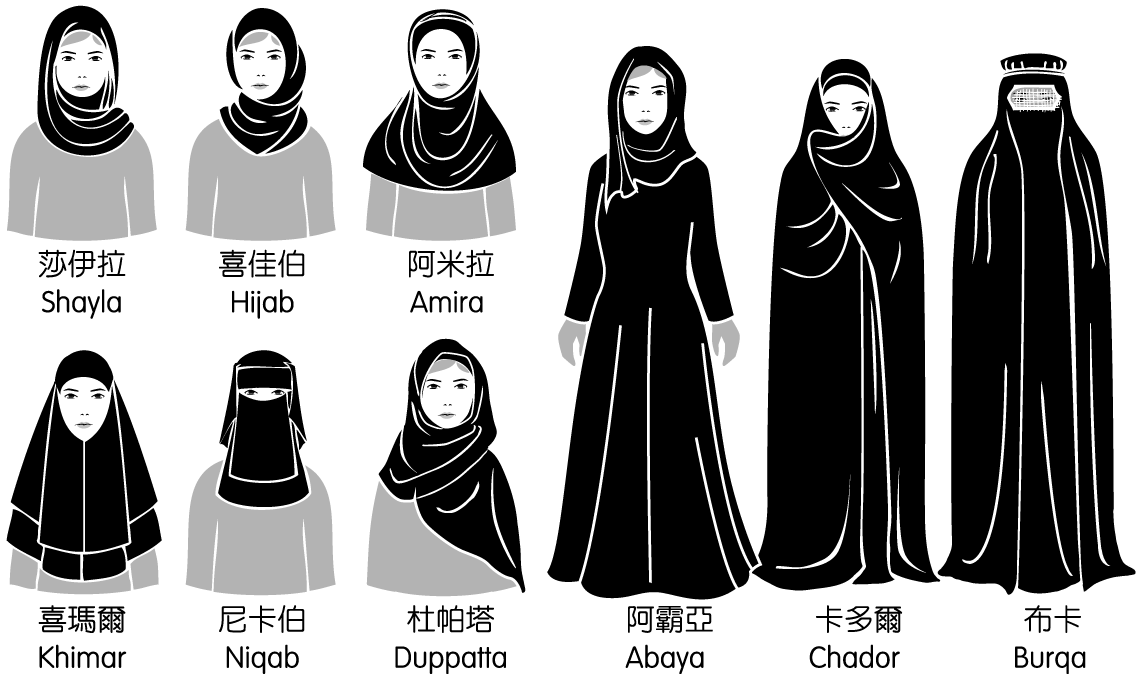 莎伊拉
Shayla
喜佳伯
Hijab
阿米拉
Amira
喜瑪爾
Khimar
尼卡伯
Niqab
杜帕塔
Duppatta
阿霸亞
Abaya
卡多爾
Chador
布卡
Burqa